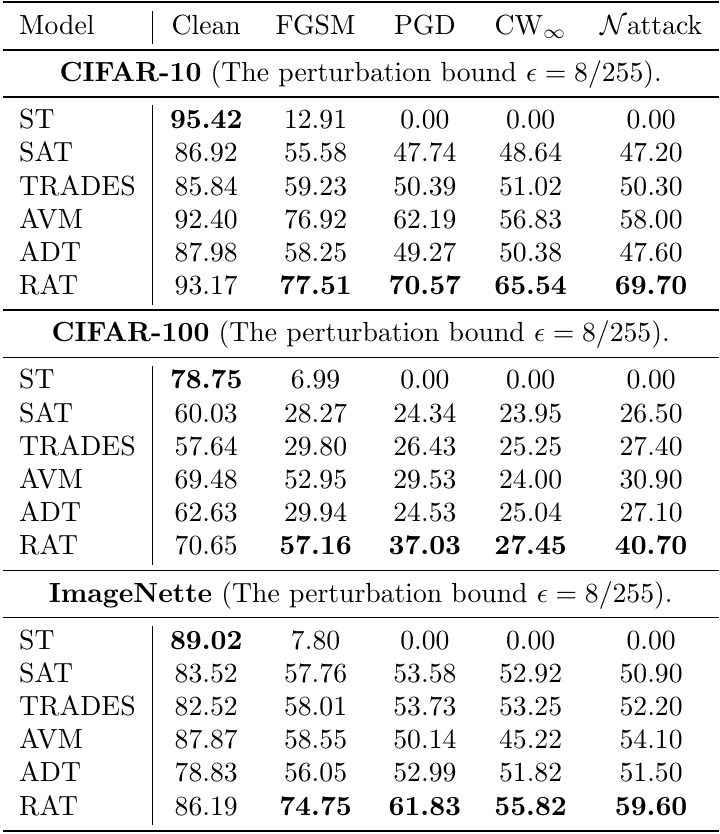 Model Clean FGSM PGD CW∞ 𝒩attack
CIFAR-10 (The perturbation bound ϵ = 8/255).
ST 95.42 12.91 0.00 0.00 0.00
SAT 86.92 55.58 47.74 48.64 47.20
TRADES 85.84 59.23 50.39 51.02 50.30
AVM 92.40 76.92 62.19 56.83 58.00
ADT 87.98 58.25 49.27 50.38 47.60
RAT 93.17 77.51 70.57 65.54 69.70
CIFAR-100 (The perturbation bound ϵ = 8/255).
ST 78.75 6.99 0.00 0.00 0.00
SAT 60.03 28.27 24.34 23.95 26.50
TRADES 57.64 29.80 26.43 25.25 27.40
AVM 69.48 52.95 29.53 24.00 30.90
ADT 62.63 29.94 24.53 25.04 27.10
RAT 70.65 57.16 37.03 27.45 40.70
ImageNette (The perturbation bound ϵ = 8/255).
ST 89.02 7.80 0.00 0.00 0.00
SAT 83.52 57.76 53.58 52.92 50.90
TRADES 82.52 58.01 53.73 53.25 52.20
AVM 87.87 58.55 50.14 45.22 54.10
ADT 78.83 56.05 52.99 51.82 51.50
RAT 86.19 74.75 61.83 55.82 59.60